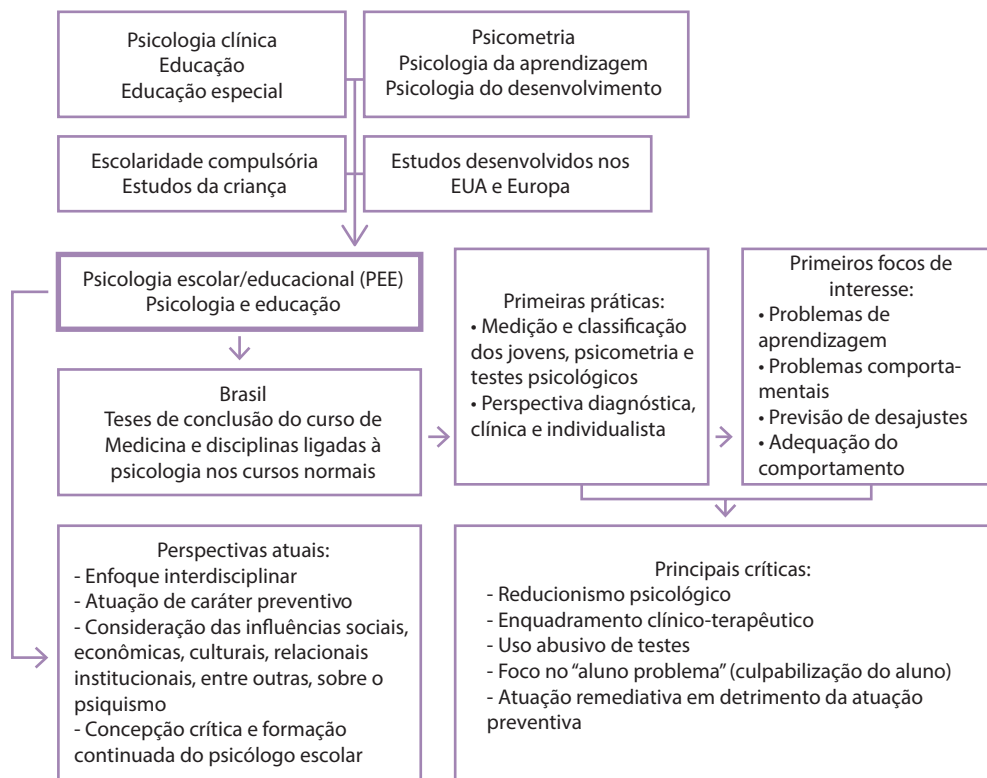 Psicologia clínica
Educação
Educação especial
Psicometria
Psicologia da aprendizagem
Psicologia do desenvolvimento
Escolaridade compulsória
Estudos da criança
Estudos desenvolvidos nos
EUA e Europa
Psicologia escolar/educacional (PEE)
Psicologia e educação
Brasil
Teses de conclusão do curso de
Medicina e disciplinas ligadas à
psicologia nos cursos normais
Primeiras práticas:
• Medição e classificação
dos jovens, psicometria e
testes psicológicos
• Perspectiva diagnóstica,
clínica e individualista
Primeiros focos de
interesse:
• Problemas de
aprendizagem
• Problemas comporta-
mentais
• Previsão de desajustes
• Adequação do
comportamento
Perspectivas atuais:
- Enfoque interdisciplinar
- Atuação de caráter preventivo
- Consideração das influências sociais,
econômicas, culturais, relacionais
institucionais, entre outras, sobre o
psiquismo
- Concepção crítica e formação
continuada do psicólogo escolar
Principais críticas:
- Reducionismo psicológico
- Enquadramento clínico-terapêutico
- Uso abusivo de testes
- Foco no “aluno problema” (culpabilização do aluno)
- Atuação remediativa em detrimento da atuação
preventiva